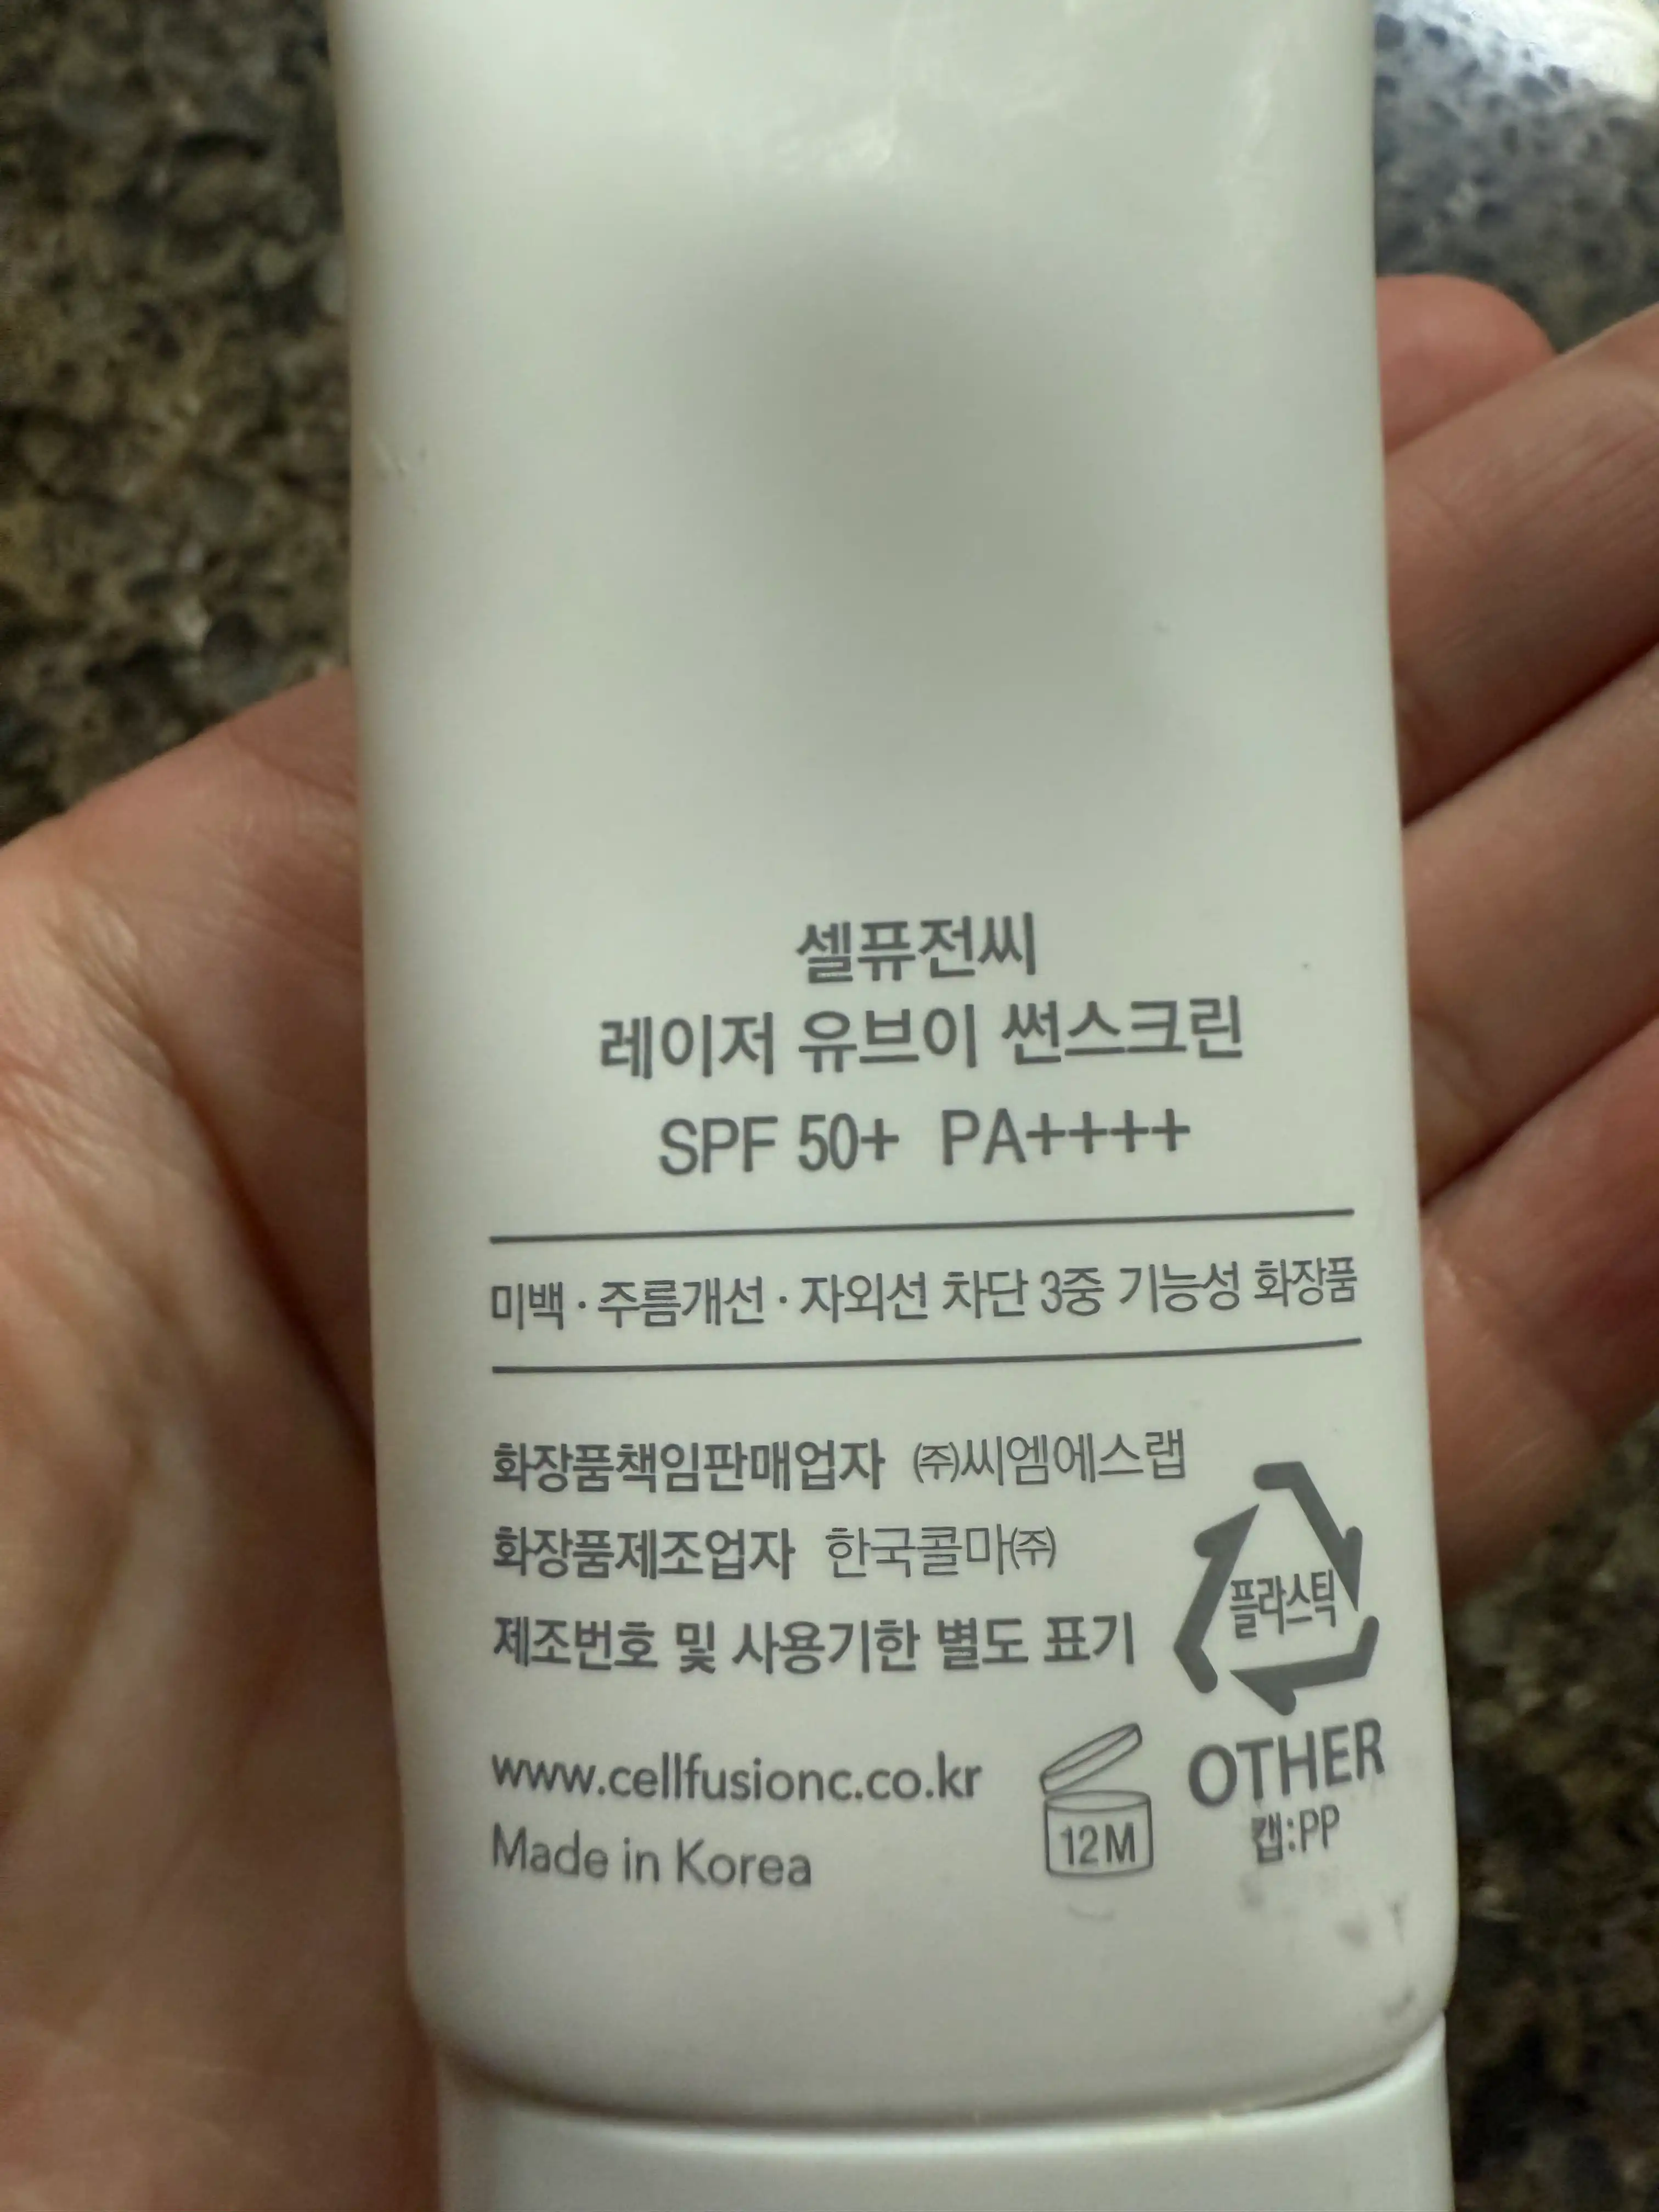 셀퓨전씨
레이저 유브이 썬스크린
SPF 50+ PA++++
미백 · 주름개선 · 자외선 차단 3중 기능성 화장품
화장품책임판매업자 ㈜씨엠에스랩
화장품제조업자 한국콜마㈜
제조번호 및 사용기한 별도 표기
플라스틱
OTHER
캡:PP
www.cellfusionc.co.kr
12M
Made in Korea